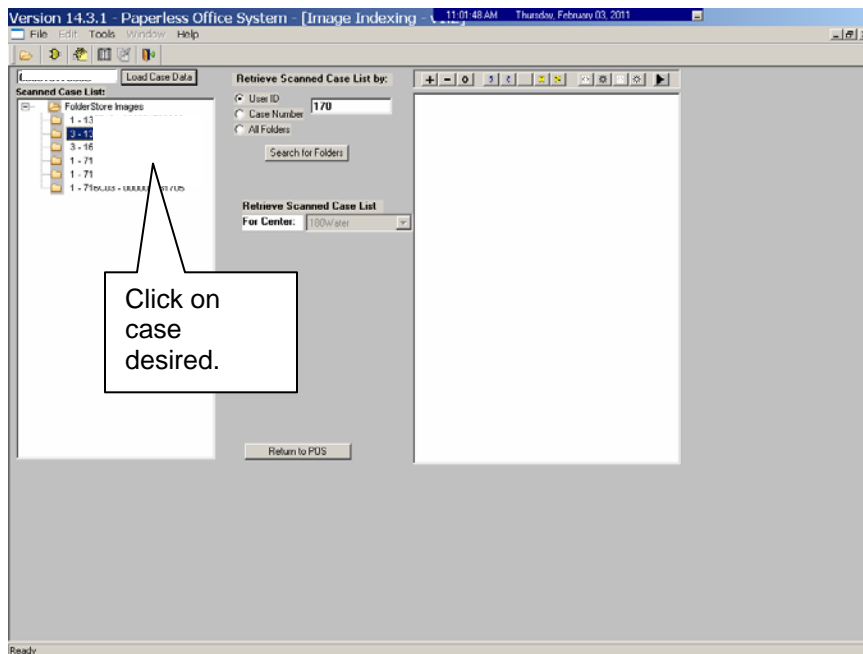 Version 14.3.1 - Paperless Office System - [Image Indexing -
11:01:48 AM Thursday, February 03, 2011
File Edit Tools Window Help
Load Case Data
Scanned Case List:
FolderStore Images
1 - 13
3 - 13
3 - 16
1 - 71
1 - 71
Retrieve Scanned Case List by:
User ID
170
Case Number
All Folders
Search for Folders
Retrieve Scanned Case List
For Center:
180Water
Return to POS
Click on
case
desired.
Ready